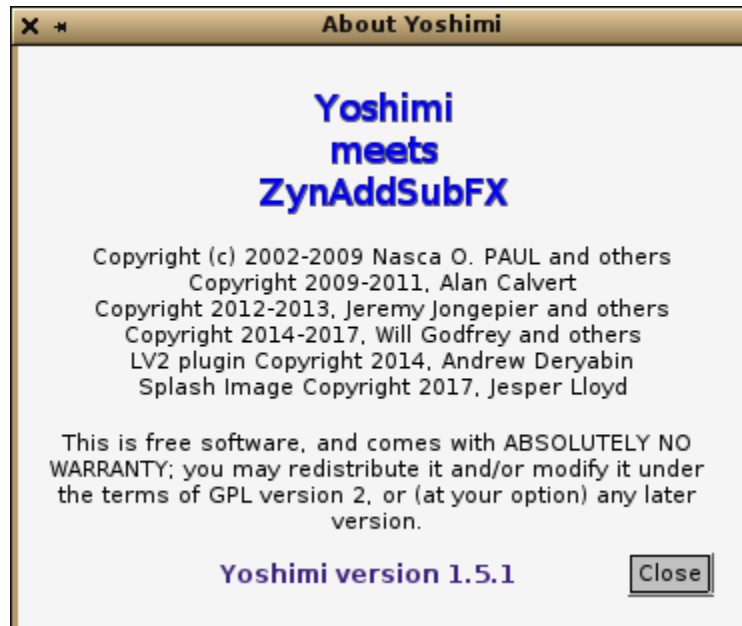 About Yoshimi
Yoshimi
meets
ZynAddSubFX
Copyright (c) 2002-2009 Nasca O. PAUL and others
Copyright 2009-2011, Alan Calvert
Copyright 2012-2013, Jeremy Jongepier and others
Copyright 2014-2017, Will Godfrey and others
LV2 plugin Copyright 2014, Andrew Deryabin
Splash Image Copyright 2017, Jesper Lloyd
This is free software, and comes with ABSOLUTELY NO
WARRANTY; you may redistribute it and/or modify it under
the terms of GPL version 2, or (at your option) any later
version.
Yoshimi version 1.5.1
Close